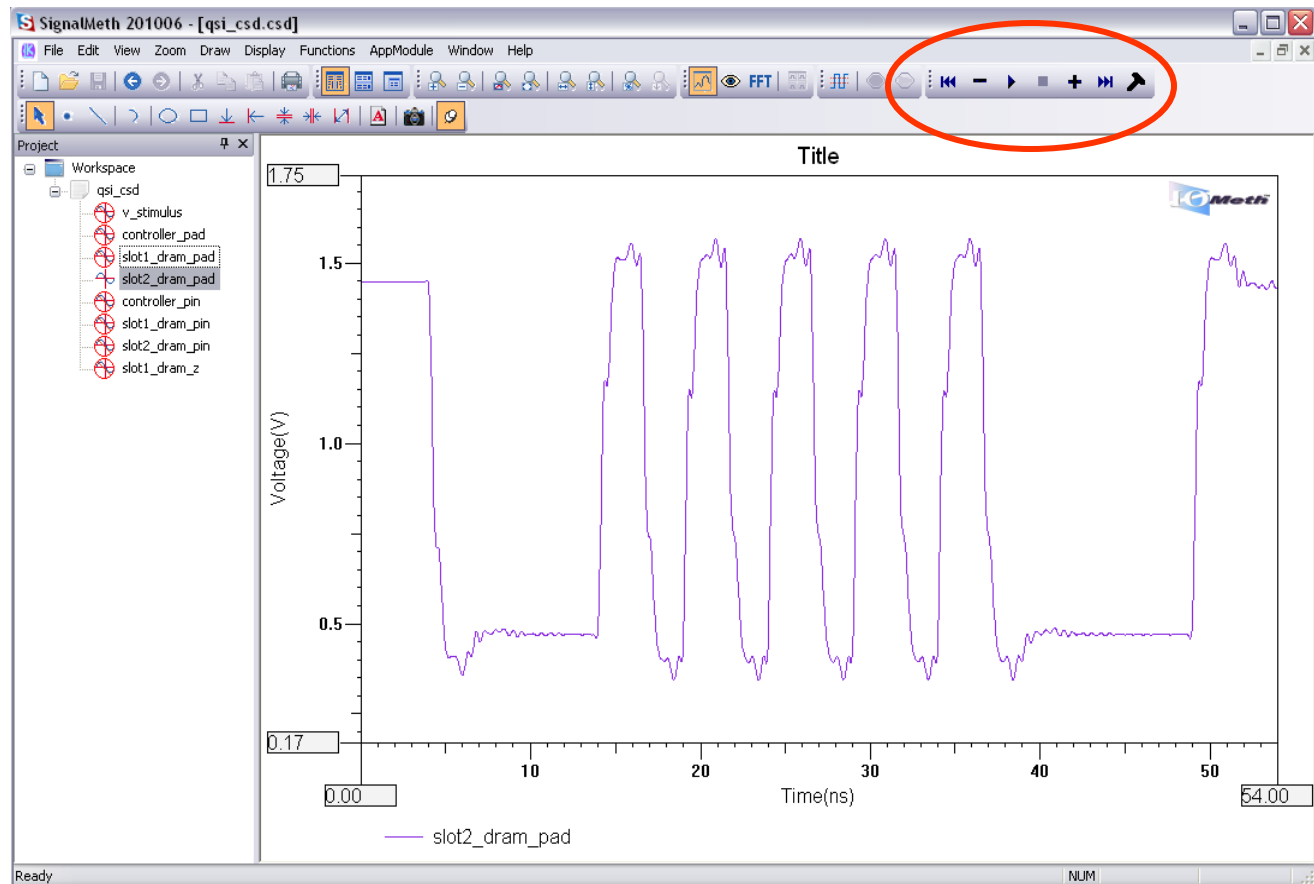 SignalMeth 201006 - [qsi_csd.csd]
File Edit View Zoom Draw Display Functions AppModule Window Help
FFT
A
Project
Workspace
qsi_csd
v_stimulus
controller_pad
slot1_dram_pad
slot2_dram_pad
controller_pin
slot1_dram_pin
slot2_dram_pin
slot1_dram_z
Title
1.75
1.5
1.0
0.5
0.17
Voltage(V)
10 20 30 40 50
0.00 Time(ns) 54.00
slot2_dram_pad
Ready NUM